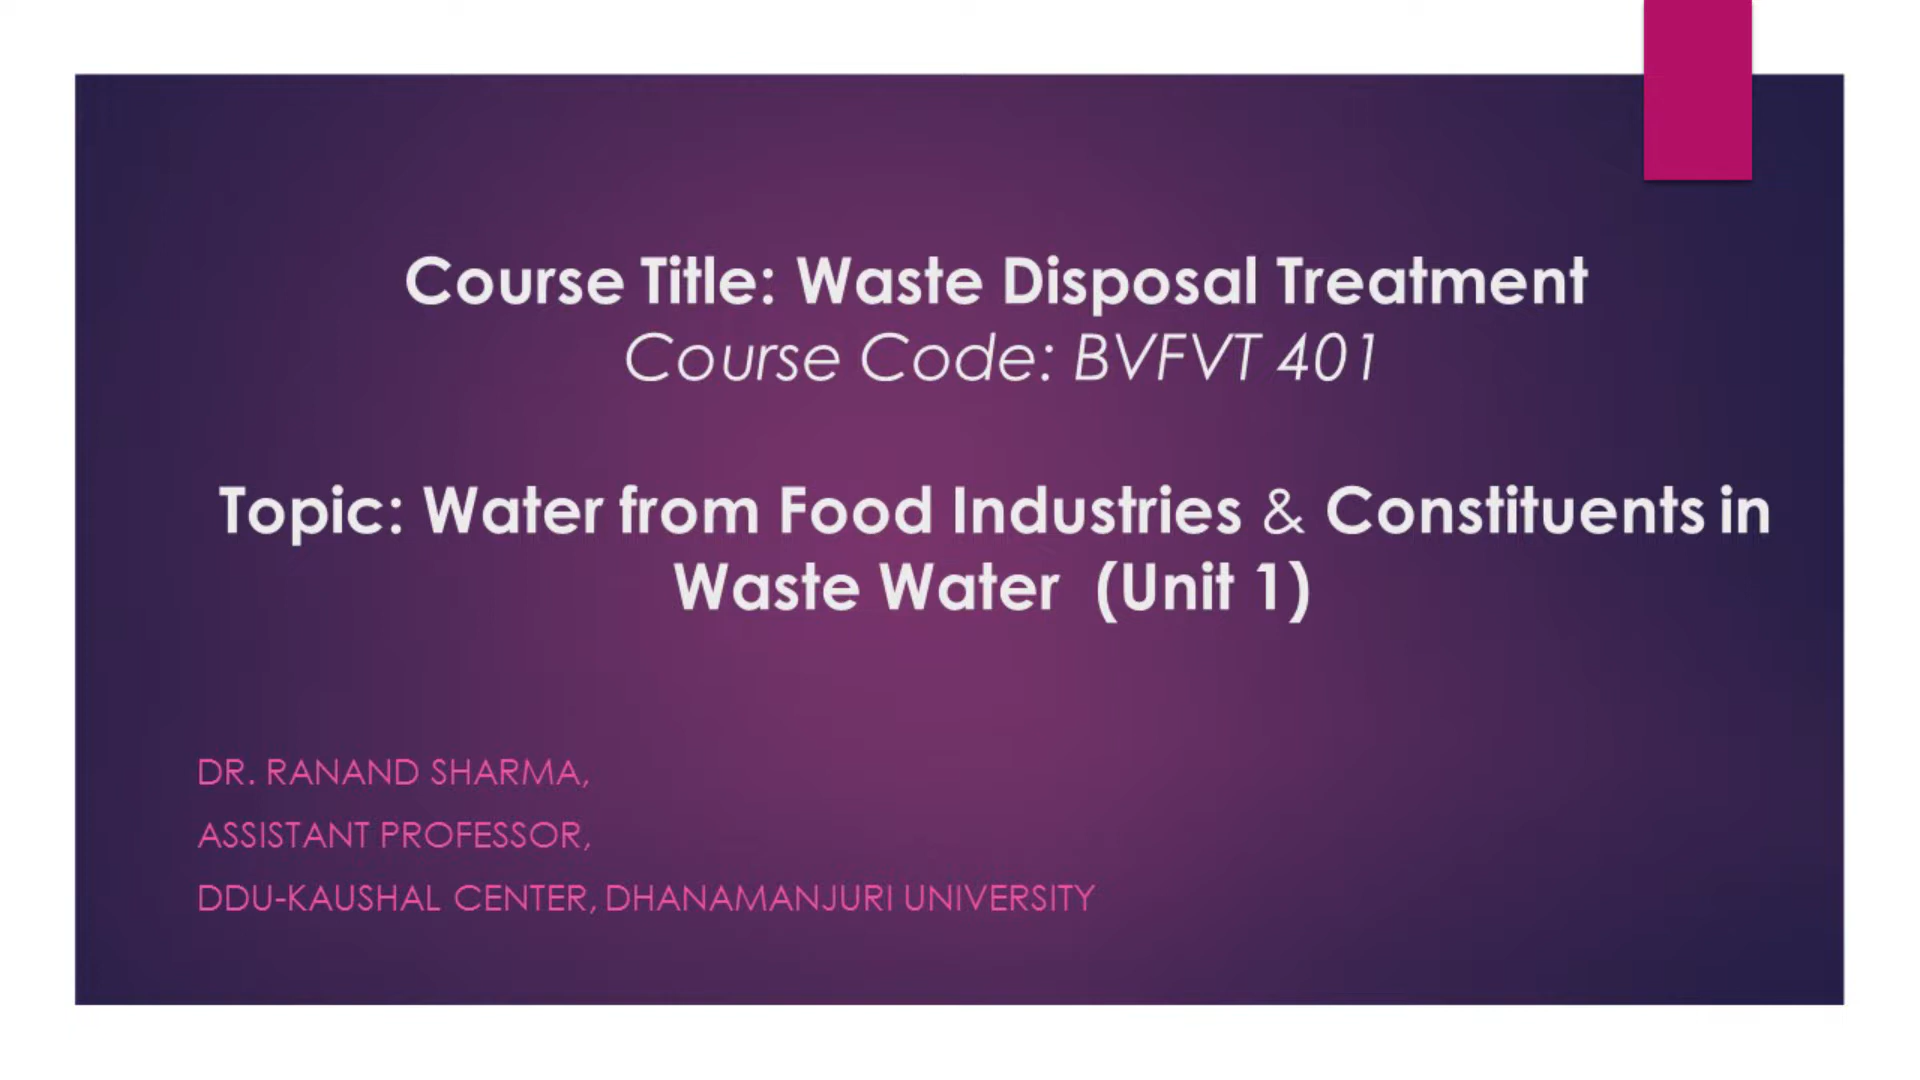 Course Title: Waste Disposal Treatment
Course Code: BVFVT 401
Topic: Water from Food Industries & Constituents in
Waste Water (Unit 1)
DR. RANAND SHARMA,
ASSISTANT PROFESSOR,
DDU-KAUSHAL CENTER, DHANAMANJURI UNIVERSITY